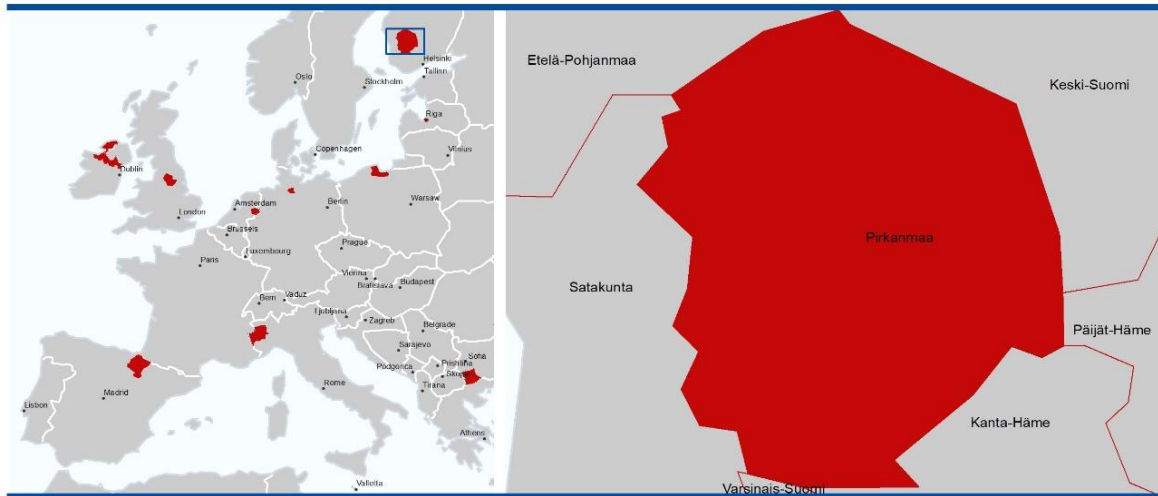 Helsinki
Oslo
Tallinn
Stockholm
Riga
Copenhagen
Vilnius
Dublin
Amsterdam
Berlin
Warsaw
London
Brussels
Prague
Luxembourg
Paris
Vienna
Bratislava
Budapest
Bern
Vaduz
Ljubljana
Zagreb
Belgrade
Sarajevo
Sofia
Prishtina
Podgorica
Skopje
Tirana
Rome
Madrid
Lisbon
Athens
Valletta
Etelä-Pohjanmaa
Keski-Suomi
Pirkanmaa
Satakunta
Päijät-Häme
Kanta-Häme
Varsinais-Suomi